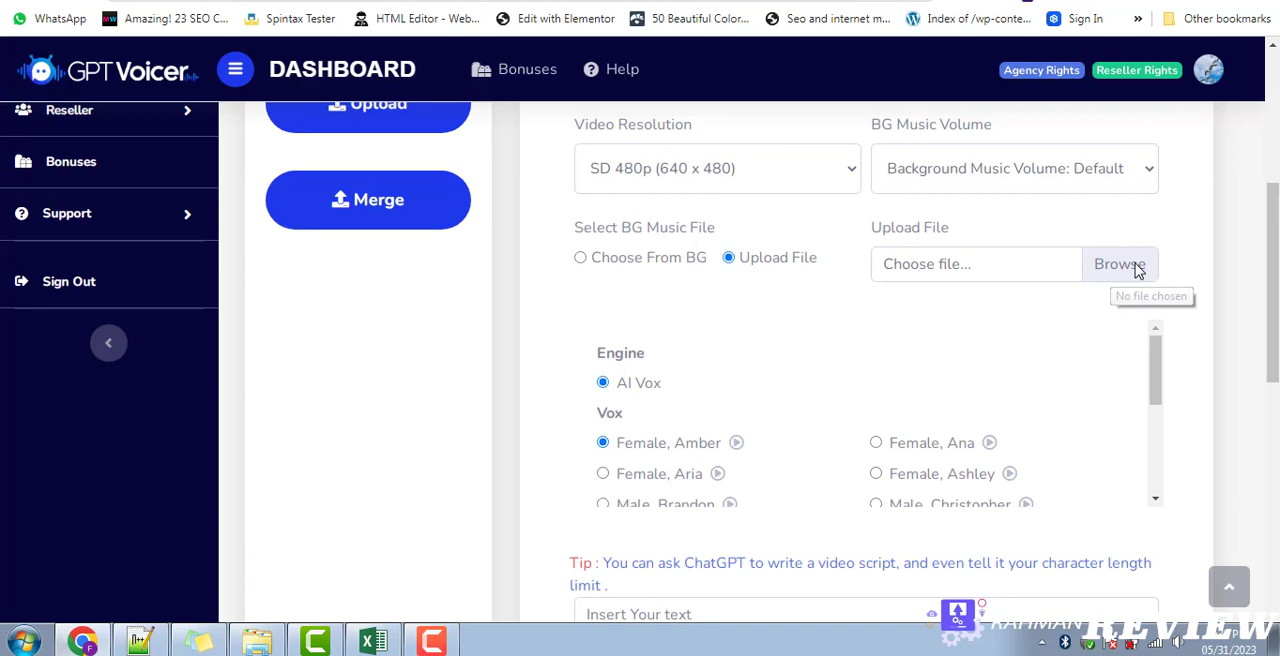 WhatsApp Amazing! 23 SEO C... Spintax Tester HTML Editor - Web... Edit with Elementor 50 Beautiful Color... Seo and internet m... Index of /wp-conte... Sign In » Other bookmarks
GPT Voicer DASHBOARD Bonuses Help Agency Rights Reseller Rights
Reseller
Upload
Bonuses
Merge
Support
Sign Out
Video Resolution BG Music Volume
SD 480p (640 x 480) Background Music Volume: Default
Select BG Music File Upload File
Choose From BG Upload File Choose file... Browse
No file chosen
Engine
AI Vox
Vox
Female, Amber Female, Ana
Female, Aria Female, Ashley
Male, Brandon Male, Christopher
Tip : You can ask ChatGPT to write a video script, and even tell it your character length
limit .
Insert Your text
RAHMAN REVIEW
05/31/2023